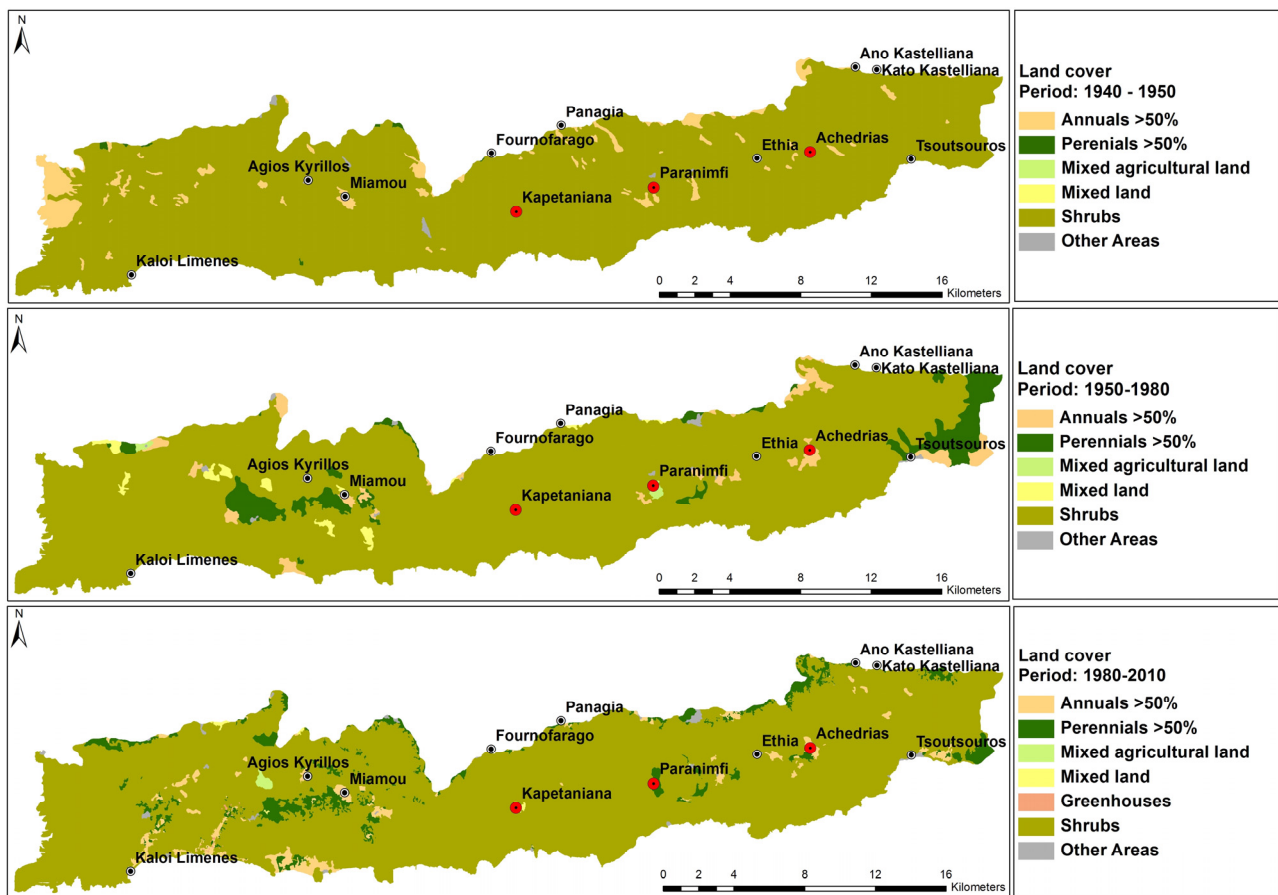 N
Ano Kastelliana
Kato Kastelliana
Panagia
Fournofarago
Ethia
Achedrias
Tsoutsouros
Agios Kyrillos
Miamou
Paranimfi
Kapetaniana
Kaloi Limenes
0 2 4 8 12 16
Kilometers
Land cover
Period: 1940 - 1950
Annuals >50%
Perenials >50%
Mixed agricultural land
Mixed land
Shrubs
Other Areas
N
Ano Kastelliana
Kato Kastelliana
Panagia
Fournofarago
Ethia
Achedrias
Tsoutsouros
Agios Kyrillos
Miamou
Paranimfi
Kapetaniana
Kaloi Limenes
0 2 4 8 12 16
Kilometers
Land cover
Period: 1950-1980
Annuals >50%
Perennials >50%
Mixed agricultural land
Mixed land
Shrubs
Other Areas
N
Ano Kastelliana
Kato Kastelliana
Panagia
Fournofarago
Ethia
Achedrias
Tsoutsouros
Agios Kyrillos
Miamou
Paranimfi
Kapetaniana
Kaloi Limenes
0 2 4 8 12 16
Kilometers
Land cover
Period: 1980-2010
Annuals >50%
Perennials >50%
Mixed agricultural land
Mixed land
Greenhouses
Shrubs
Other Areas